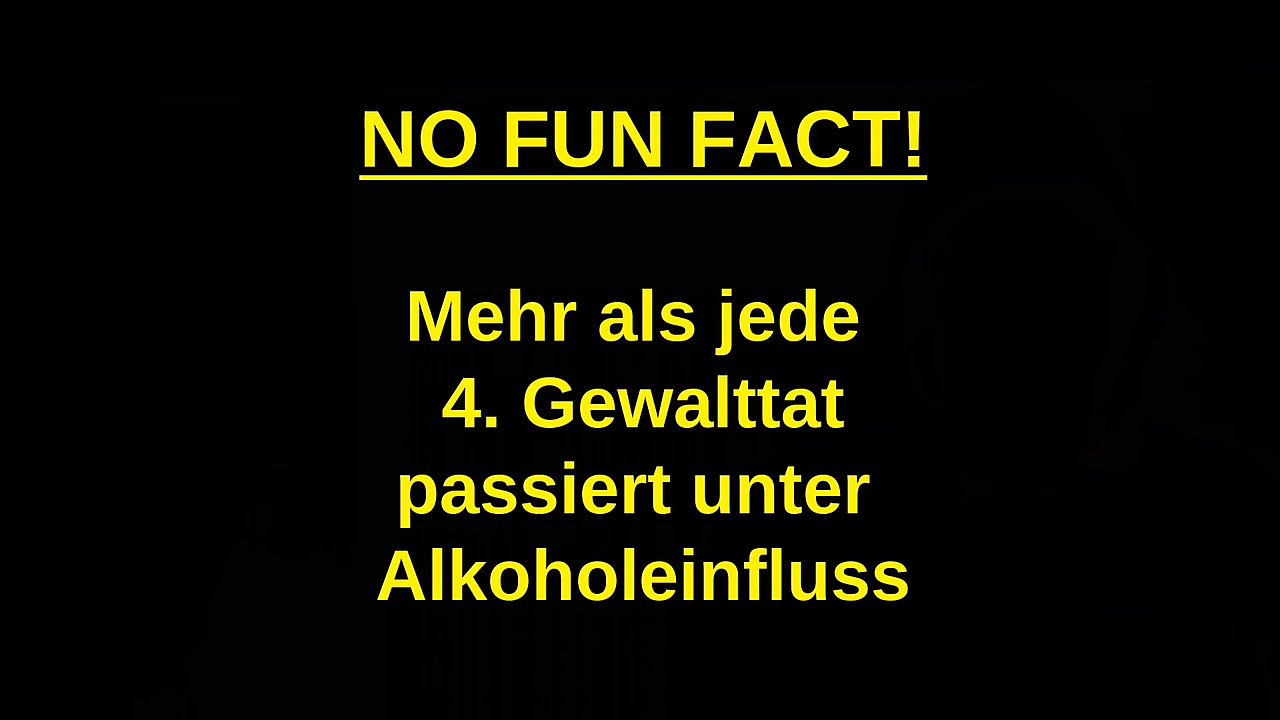 NO FUN FACT!
Mehr als jede
4. Gewalttat
passiert unter
Alkoholeinfluss